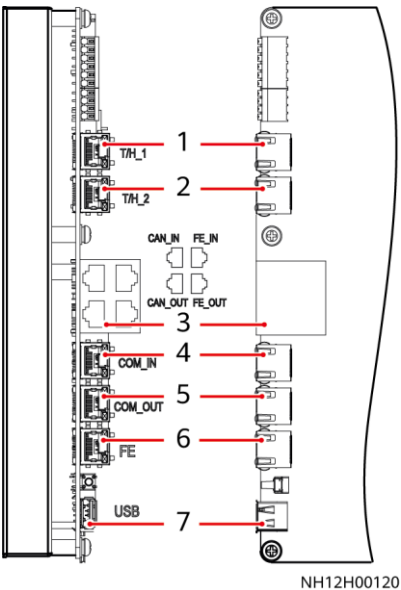 1
T/H_1
2
T/H_2
CAN_IN FE_IN
CAN_OUT FE_OUT
3
4
COM_IN
5
COM_OUT
6
FE
USB
7
NH12H00120